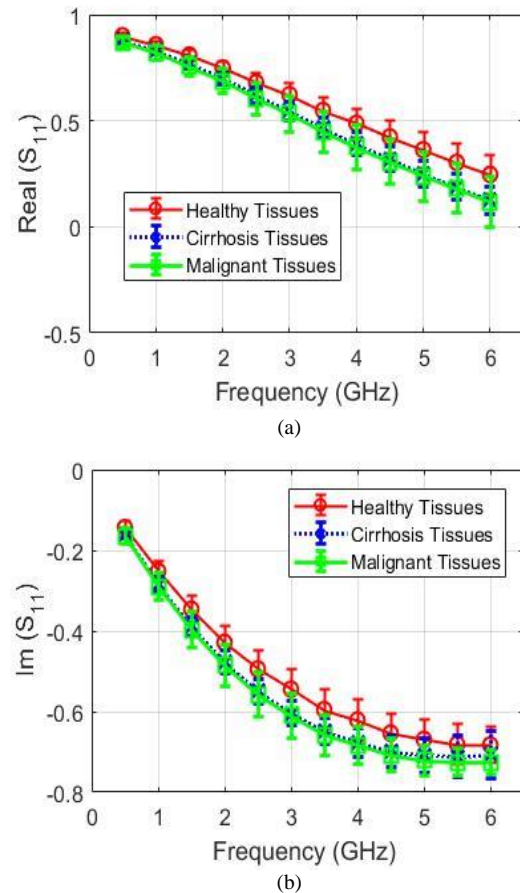 1
0.5
0
-0.5
Real (S11)
Healthy Tissues
Cirrhosis Tissues
Malignant Tissues
0 1 2 3 4 5 6
Frequency (GHz)
(a)
0
-0.2
-0.4
-0.6
-0.8
Im (S11)
Healthy Tissues
Cirrhosis Tissues
Malignant Tissues
0 1 2 3 4 5 6
Frequency (GHz)
(b)